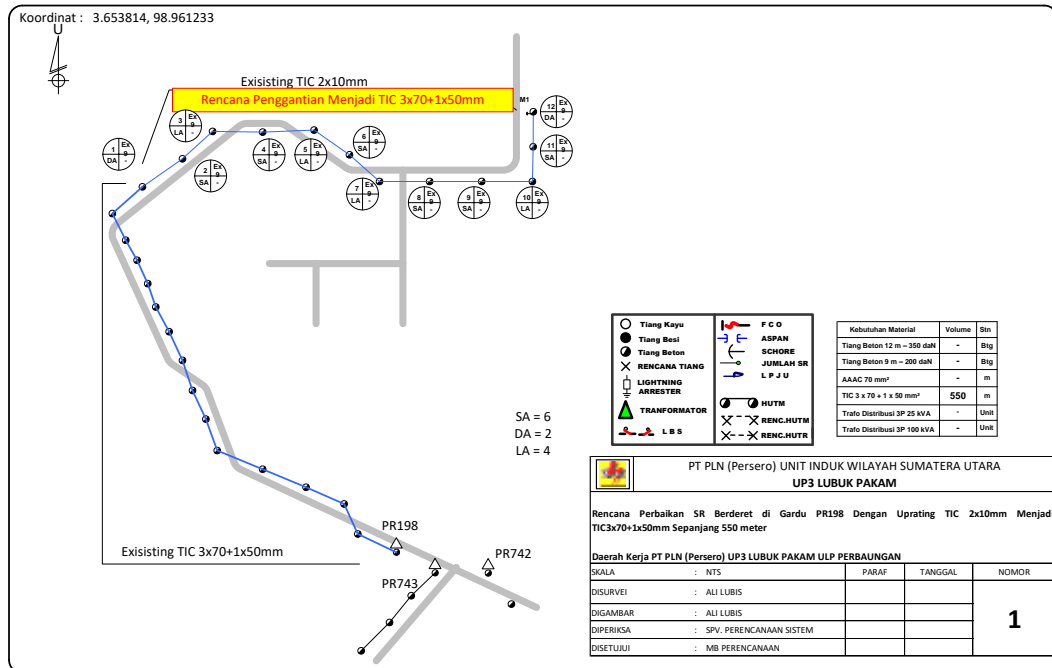 Koordinat : 3.653814, 98.961233
U
Exisisting TIC 2x10mm
Rencana Penggantian Menjadi TIC 3x70+1x50mm
M1
1 Ex 9 DA -
2 Ex 9 SA -
3 Ex 9 LA -
4 Ex 9 SA -
5 Ex 9 LA -
6 Ex 9 SA -
7 Ex 9 LA -
8 Ex 9 SA -
9 Ex 9 SA -
10 Ex 9 LA -
11 Ex 9 SA -
12 Ex 9 DA -
SA = 6
DA = 2
LA = 4
PR198
PR742
PR743
Exisisting TIC 3x70+1x50mm
Tiang Kayu
Tiang Besi
Tiang Beton
RENCANA TIANG
LIGHTNING
ARRESTER
TRANFORMATOR
L B S
F C O
ASPAN
SCHORE
JUMLAH SR
L P J U
HUTM
RENC.HUTM
RENC.HUTR
Kebutuhan Material Volume Stn
Tiang Beton 12 m – 350 daN - Btg
Tiang Beton 9 m – 200 daN - Btg
AAAC 70 mm² - m
TIC 3 x 70 + 1 x 50 mm² 550 m
Trafo Distribusi 3P 25 kVA - Unit
Trafo Distribusi 3P 100 kVA - Unit
PT PLN (Persero) UNIT INDUK WILAYAH SUMATERA UTARA
UP3 LUBUK PAKAM
Rencana Perbaikan SR Berderet di Gardu PR198 Dengan Uprating TIC 2x10mm Menjad
TIC3x70+1x50mm Sepanjang 550 meter
Daerah Kerja PT PLN (Persero) UP3 LUBUK PAKAM ULP PERBAUNGAN
SKALA : NTS PARAF TANGGAL NOMOR
DISURVEI : ALI LUBIS
DIGAMBAR : ALI LUBIS
DIPERIKSA : SPV. PERENCANAAN SISTEM
DISETUJUI : MB PERENCANAAN
1